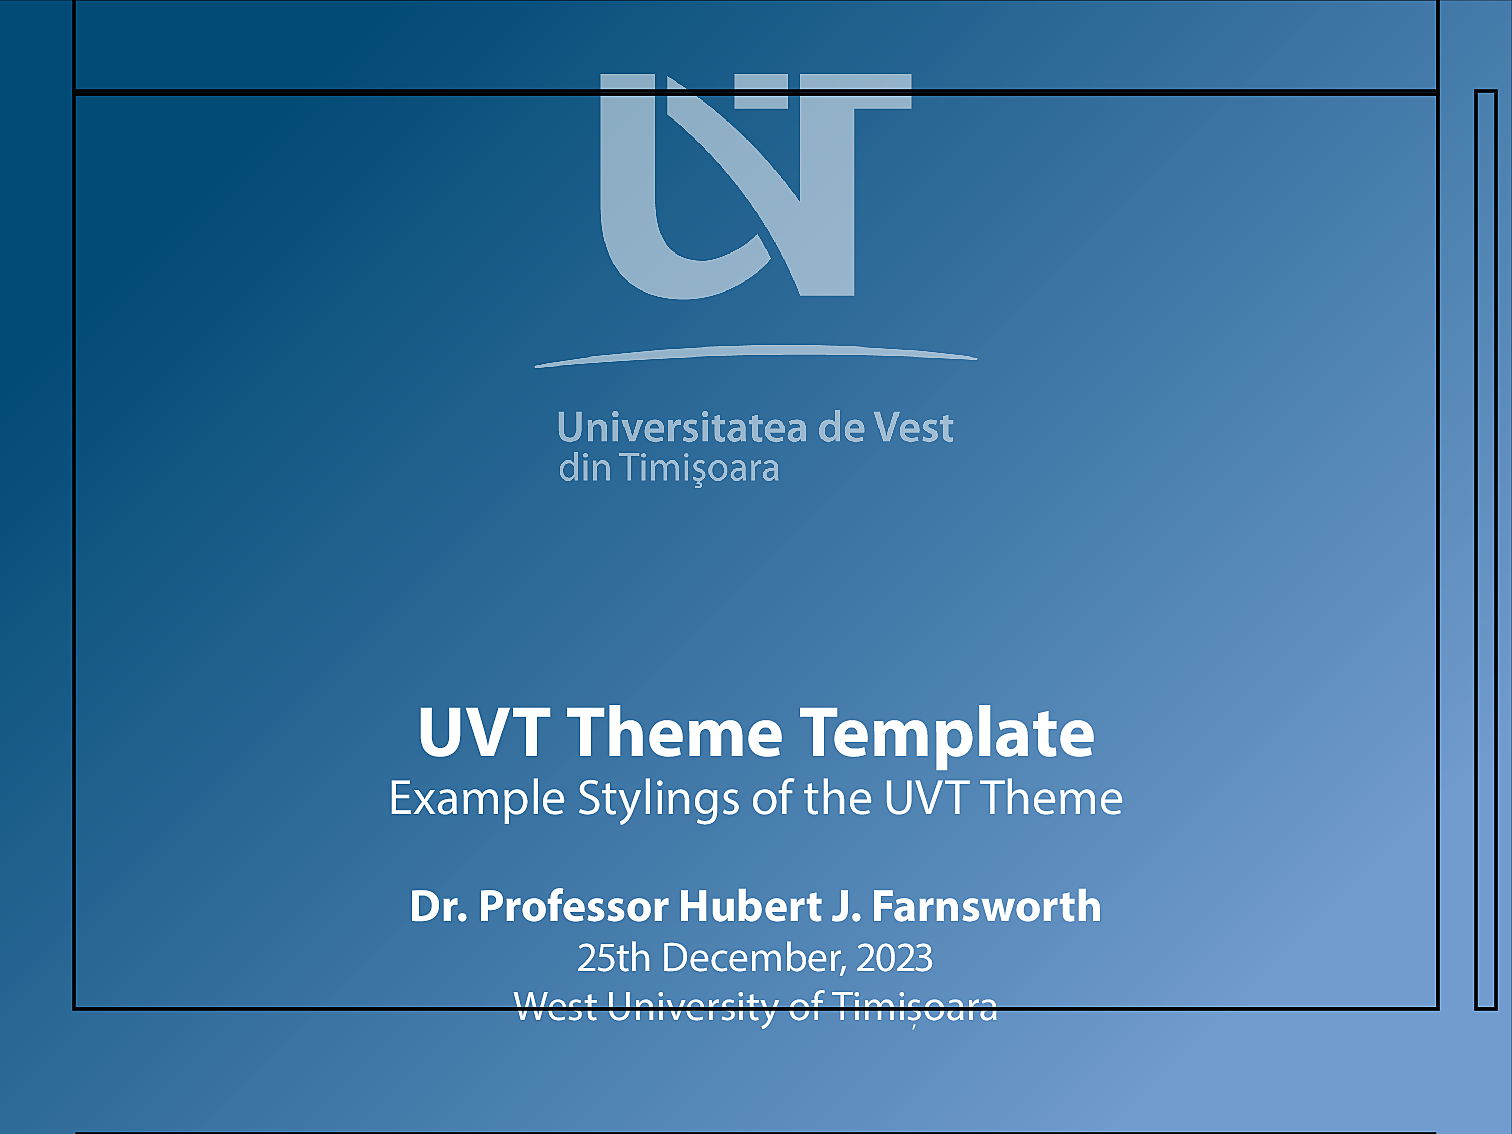 UVT
Universitatea de Vest
din Timişoara
UVT Theme Template
Example Stylings of the UVT Theme
Dr. Professor Hubert J. Farnsworth
25th December, 2023
West University of Timișoara